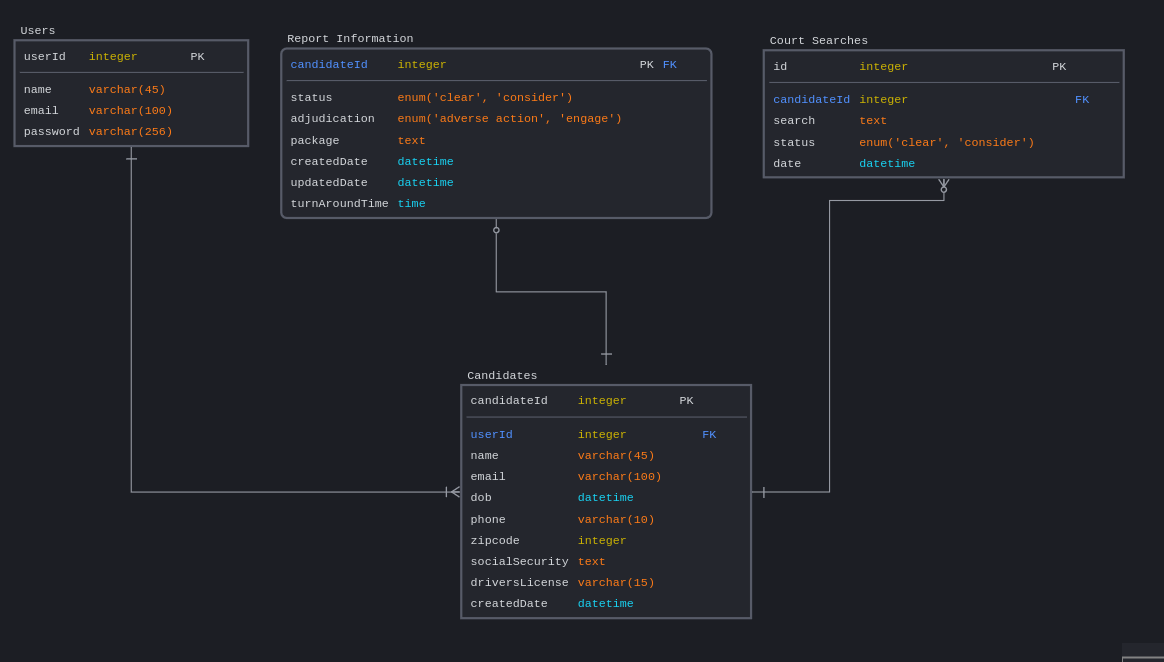 Users
userId integer PK
name varchar(45)
email varchar(100)
password varchar(256)
Report Information
candidateId integer PK FK
status enum('clear', 'consider')
adjudication enum('adverse action', 'engage')
package text
createdDate datetime
updatedDate datetime
turnAroundTime time
Court Searches
id integer PK
candidateId integer FK
search text
status enum('clear', 'consider')
date datetime
Candidates
candidateId integer PK
userId integer FK
name varchar(45)
email varchar(100)
dob datetime
phone varchar(10)
zipcode integer
socialSecurity text
driversLicense varchar(15)
createdDate datetime